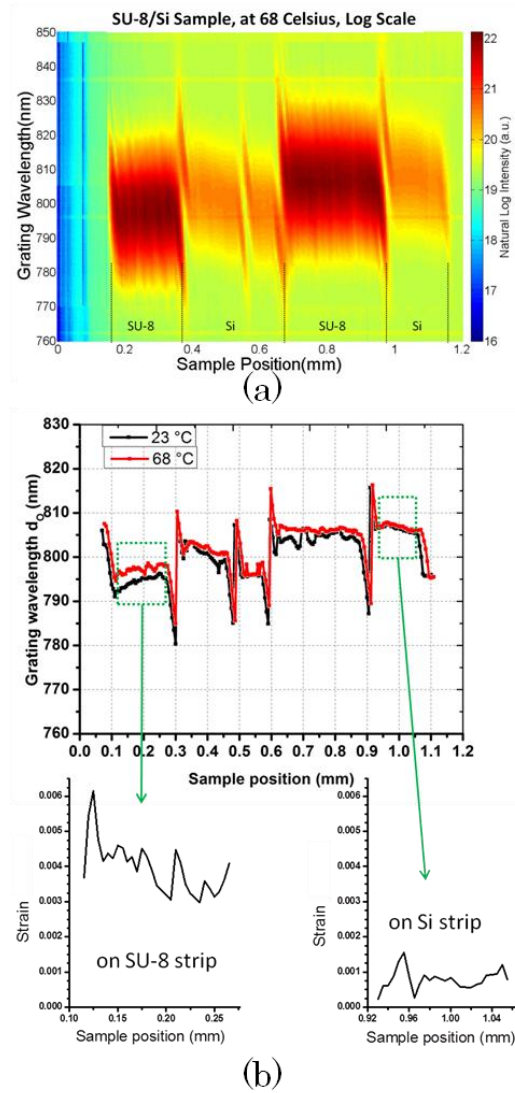 SU-8/Si Sample, at 68 Celsius, Log Scale
Grating Wavelength(nm)
850
840
830
820
810
800
790
780
770
760
SU-8 Si SU-8 Si
0 0.2 0.4 0.6 0.8 1 1.2
Sample Position(mm)
22
21
20
19
18
17
16
Natural Log Intensity (a.u.)
(a)
23 °C
68 °C
Grating wavelength d0 (nm)
830
820
810
800
790
780
770
760
0.0 0.1 0.2 0.3 0.4 0.5 0.6 0.7 0.8 0.9 1.0 1.1 1.2
Sample position (mm)
Strain
0.006
0.005
0.004
0.003
0.002
0.001
0.000
on SU-8 strip
0.10 0.15 0.20 0.25
Sample position (mm)
Strain
0.006
0.005
0.004
0.003
0.002
0.001
0.000
on Si strip
0.92 0.96 1.00 1.04
Sample position (mm)
(b)